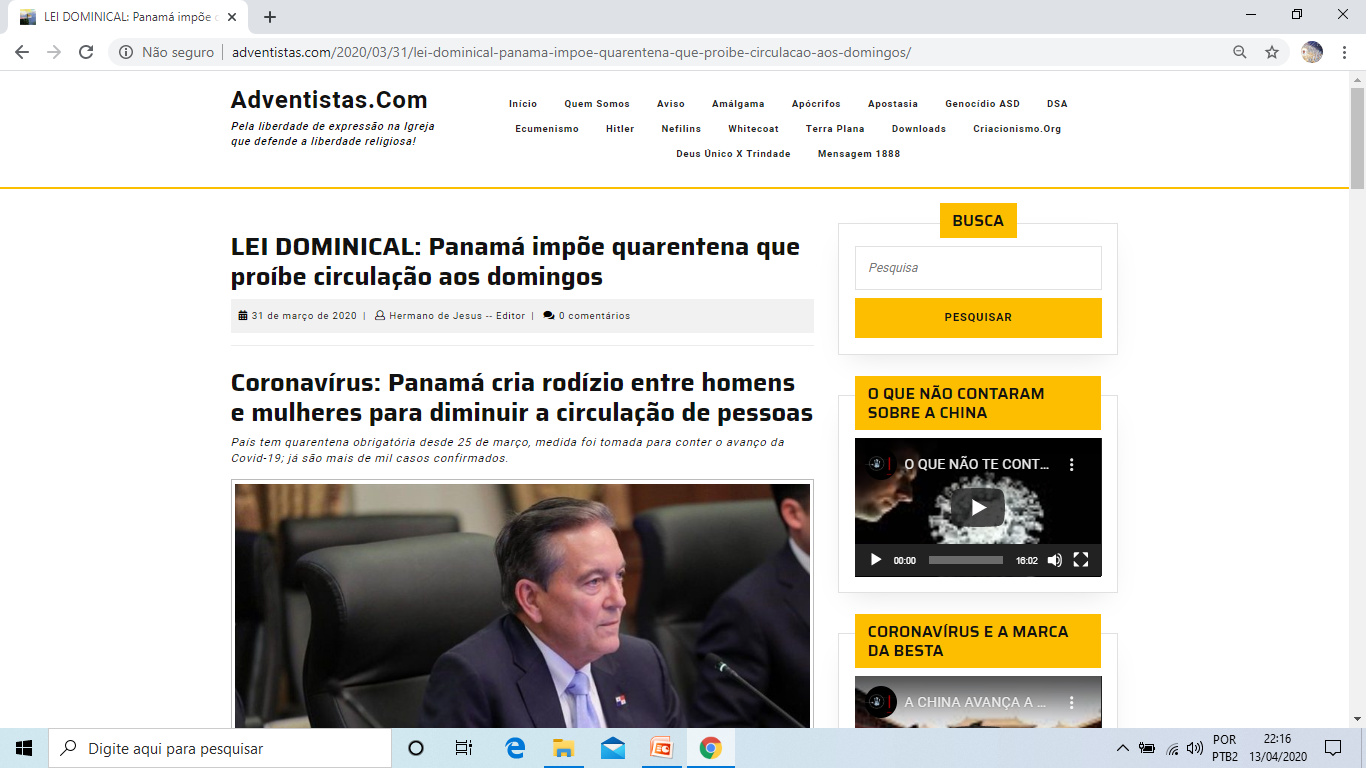 LEI DOMINICAL: Panamá impõe
Não seguro
adventistas.com/2020/03/31/lei-dominical-panama-impoe-quarentena-que-proibe-circulacao-aos-domingos/
Adventistas.Com
Pela liberdade de expressão na Igreja
que defende a liberdade religiosa!
Início Quem Somos Aviso Amálgama Apócrifos Apostasia Genocídio ASD DSA
Ecumenismo Hitler Nefilins Whitecoat Terra Plana Downloads Criacionismo.Org
Deus Único X Trindade Mensagem 1888
LEI DOMINICAL: Panamá impõe quarentena que
proíbe circulação aos domingos
31 de março de 2020 | Hermano de Jesus -- Editor | 0 comentários
Coronavírus: Panamá cria rodízio entre homens
e mulheres para diminuir a circulação de pessoas
País tem quarentena obrigatória desde 25 de março, medida foi tomada para conter o avanço da
Covid-19; já são mais de mil casos confirmados.
BUSCA
Pesquisa
PESQUISAR
O QUE NÃO CONTARAM
SOBRE A CHINA
O QUE NÃO TE CONT...
00:00 16:02
CORONAVÍRUS E A MARCA
DA BESTA
A CHINA AVANÇA A ...
Digite aqui para pesquisar
POR
PTB2
22:16
13/04/2020